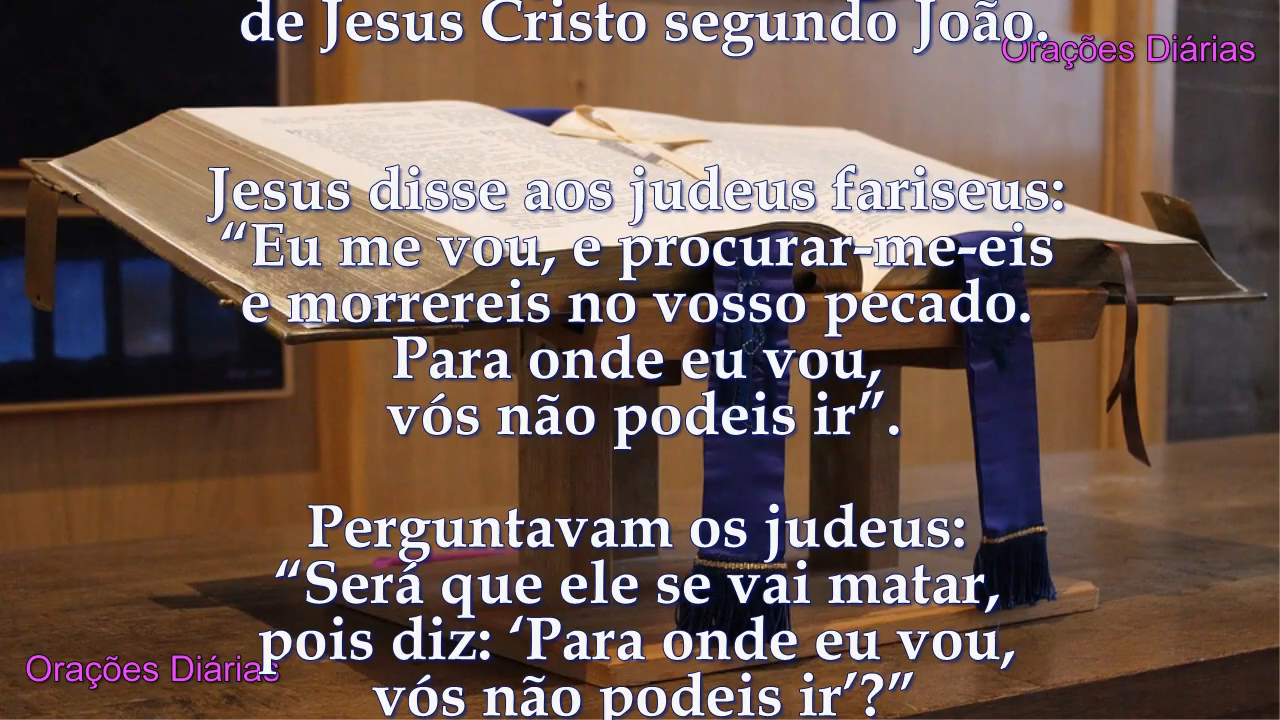 de Jesus Cristo segundo João.
Orações Diárias
Jesus disse aos judeus fariseus:
“Eu me vou, e procurar-me-eis
e morrereis no vosso pecado.
Para onde eu vou,
vós não podeis ir”.
Perguntavam os judeus:
“Será que ele se vai matar,
pois diz: ‘Para onde eu vou,
Orações Diárias
vós não podeis ir’?”